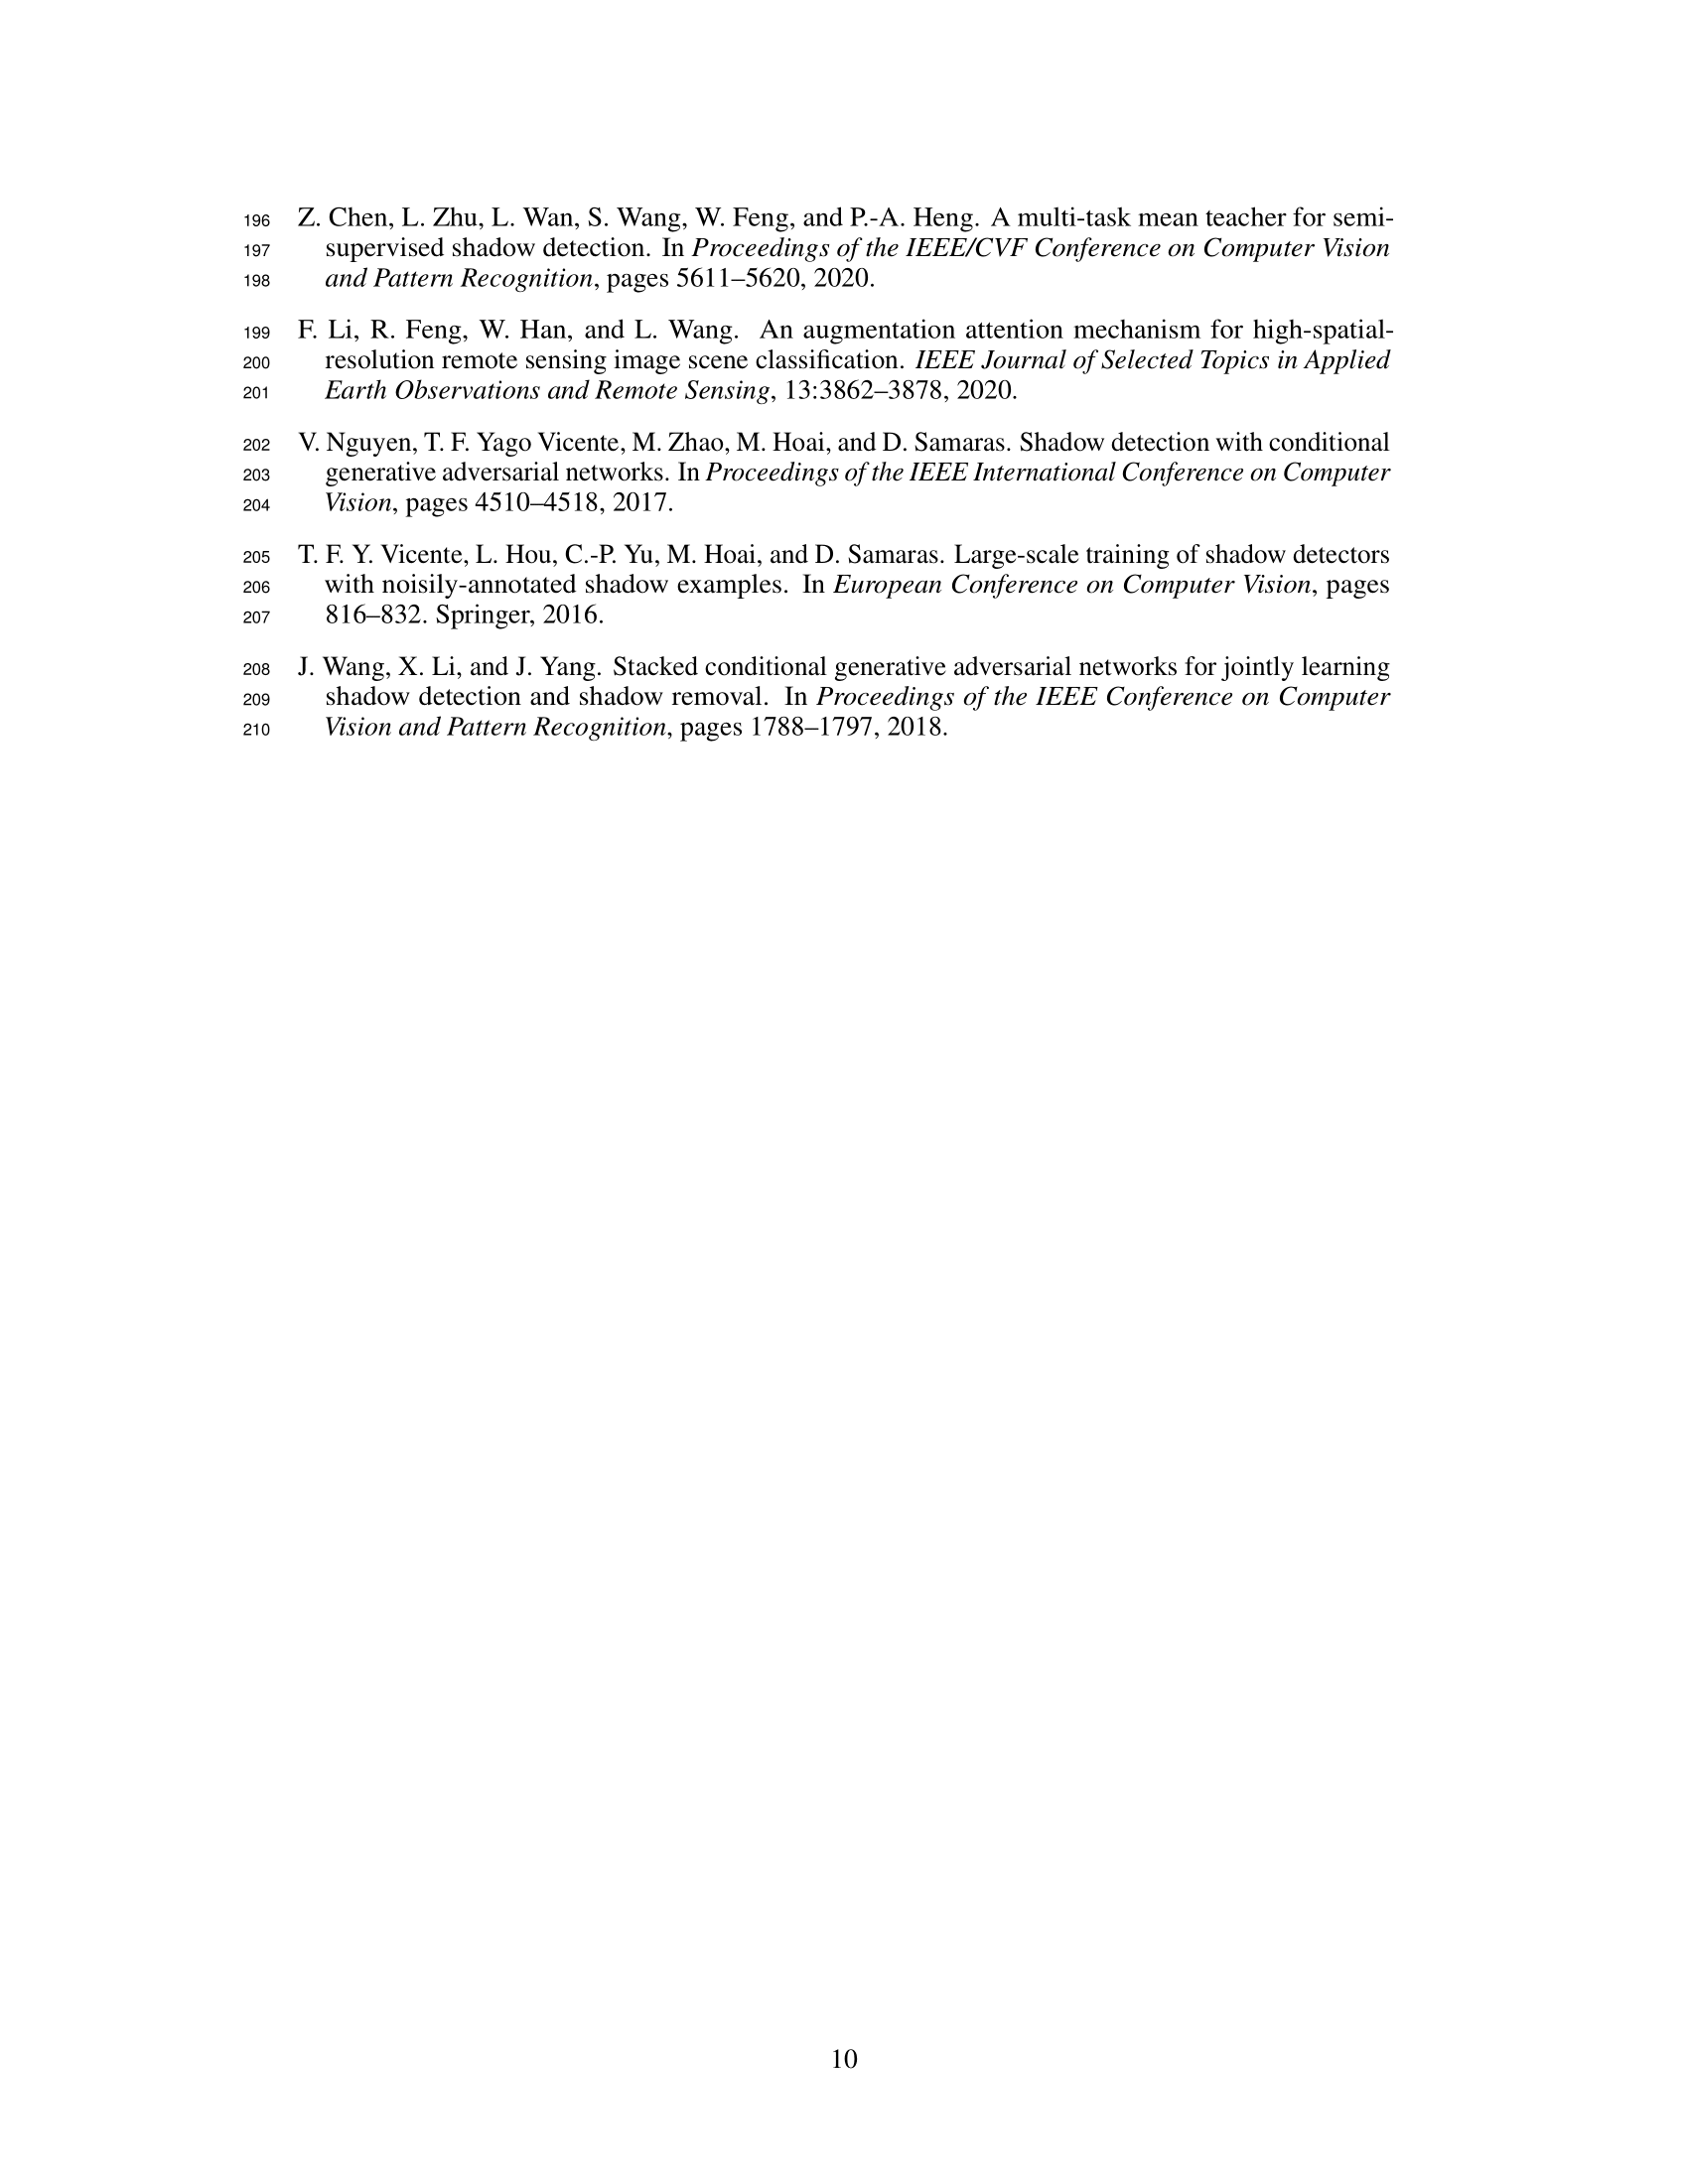 196 Z. Chen, L. Zhu, L. Wan, S. Wang, W. Feng, and P.-A. Heng. A multi-task mean teacher for semi-
197 supervised shadow detection. In Proceedings of the IEEE/CVF Conference on Computer Vision
198 and Pattern Recognition, pages 5611–5620, 2020.
199 F. Li, R. Feng, W. Han, and L. Wang. An augmentation attention mechanism for high-spatial-
200 resolution remote sensing image scene classification. IEEE Journal of Selected Topics in Applied
201 Earth Observations and Remote Sensing, 13:3862–3878, 2020.
202 V. Nguyen, T. F. Yago Vicente, M. Zhao, M. Hoai, and D. Samaras. Shadow detection with conditional
203 generative adversarial networks. In Proceedings of the IEEE International Conference on Computer
204 Vision, pages 4510–4518, 2017.
205 T. F. Y. Vicente, L. Hou, C.-P. Yu, M. Hoai, and D. Samaras. Large-scale training of shadow detectors
206 with noisily-annotated shadow examples. In European Conference on Computer Vision, pages
207 816–832. Springer, 2016.
208 J. Wang, X. Li, and J. Yang. Stacked conditional generative adversarial networks for jointly learning
209 shadow detection and shadow removal. In Proceedings of the IEEE Conference on Computer
210 Vision and Pattern Recognition, pages 1788–1797, 2018.
10